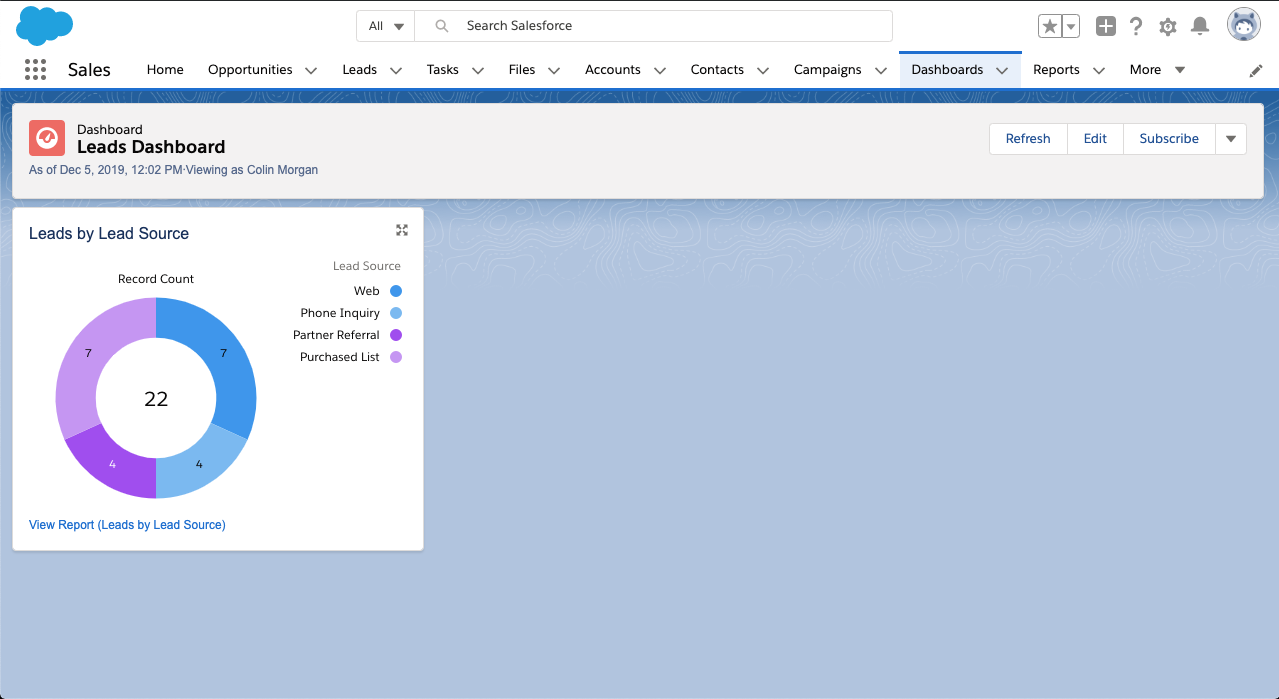 All
Search Salesforce
Sales
Home
Opportunities
Leads
Tasks
Files
Accounts
Contacts
Campaigns
Dashboards
Reports
More
Dashboard
Leads Dashboard
As of Dec 5, 2019, 12:02 PM·Viewing as Colin Morgan
Refresh
Edit
Subscribe
Leads by Lead Source
Record Count
Lead Source
Web
Phone Inquiry
Partner Referral
Purchased List
7
7
22
4
4
View Report (Leads by Lead Source)